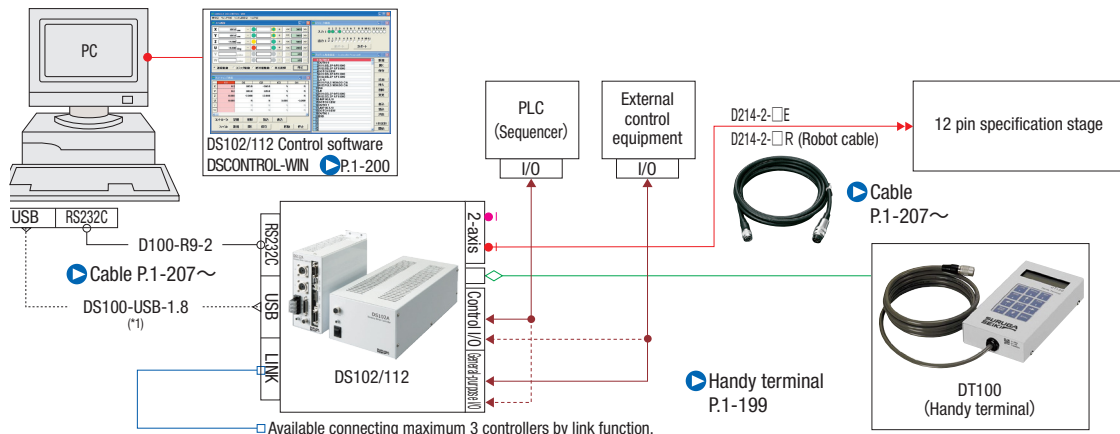 PC
DS102/112 Control software
DSCONTROL-WIN P.1-200
USB
RS232C
D100-R9-2
Cable P.1-207～
DS100-USB-1.8
(*1)
RS232C
USB
LINK
DS102A
DS102/112
2-axis
Control I/O
General-purpose I/O
PLC
(Sequencer)
I/O
External
control
equipment
I/O
D214-2-□E
D214-2-□R (Robot cable)
12 pin specification stage
Cable
P.1-207～
Handy terminal
P.1-199
SURUGA
SEIKI
DT100
(Handy terminal)
Available connecting maximum 3 controllers by link function.